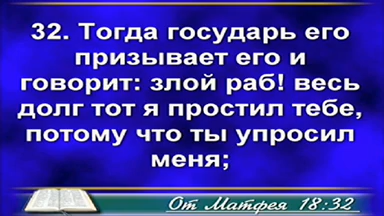 32. Тогда государь его
призывает его и
говорит: злой раб! весь
долг тот я простил тебе,
потому что ты упросил
меня;
От Матфея 18:32